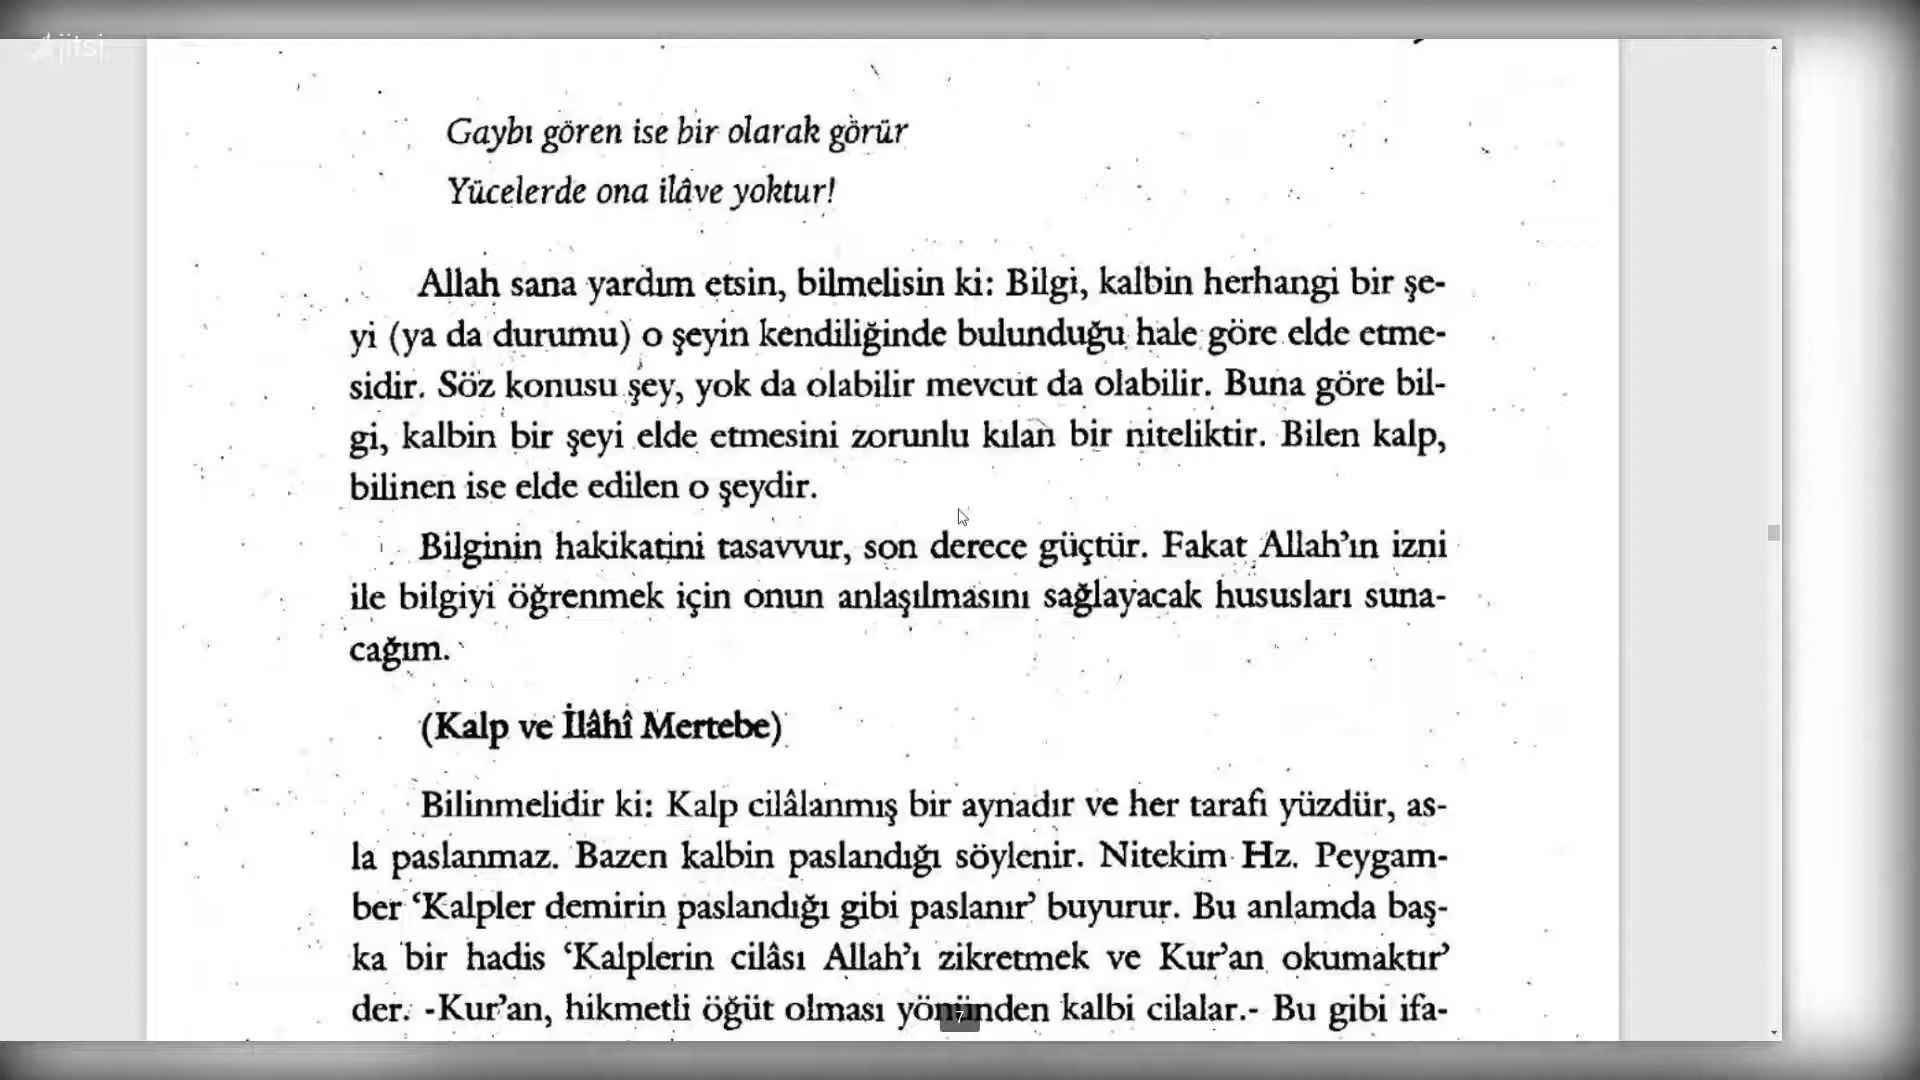 jitsi
Gaybı gören ise bir olarak görür
Yücelerde ona ilâve yoktur!
Allah sana yardım etsin, bilmelisin ki: Bilgi, kalbin herhangi bir şe-
yi (ya da durumu) o şeyin kendiliğinde bulunduğu hale göre elde etme-
sidir. Söz konusu şey, yok da olabilir mevcut da olabilir. Buna göre bil-
gi, kalbin bir şeyi elde etmesini zorunlu kılan bir niteliktir. Bilen kalp,
bilinen ise elde edilen o şeydir.
Bilginin hakikatini tasavvur, son derece güçtür. Fakat Allah’ın izni
ile bilgiyi öğrenmek için onun anlaşılmasını sağlayacak hususları suna-
cağım.
(Kalp ve İlâhî Mertebe)
Bilinmelidir ki: Kalp cilâlanmış bir aynadır ve her tarafı yüzdür, as-
la paslanmaz. Bazen kalbin paslandığı söylenir. Nitekim Hz. Peygam-
ber ‘Kalpler demirin paslandığı gibi paslanır’ buyurur. Bu anlamda baş-
ka bir hadis ‘Kalplerin cilâsı Allah’ı zikretmek ve Kur’an okumaktır’
der. -Kur’an, hikmetli öğüt olması yönünden kalbi cilalar.- Bu gibi ifa-
7